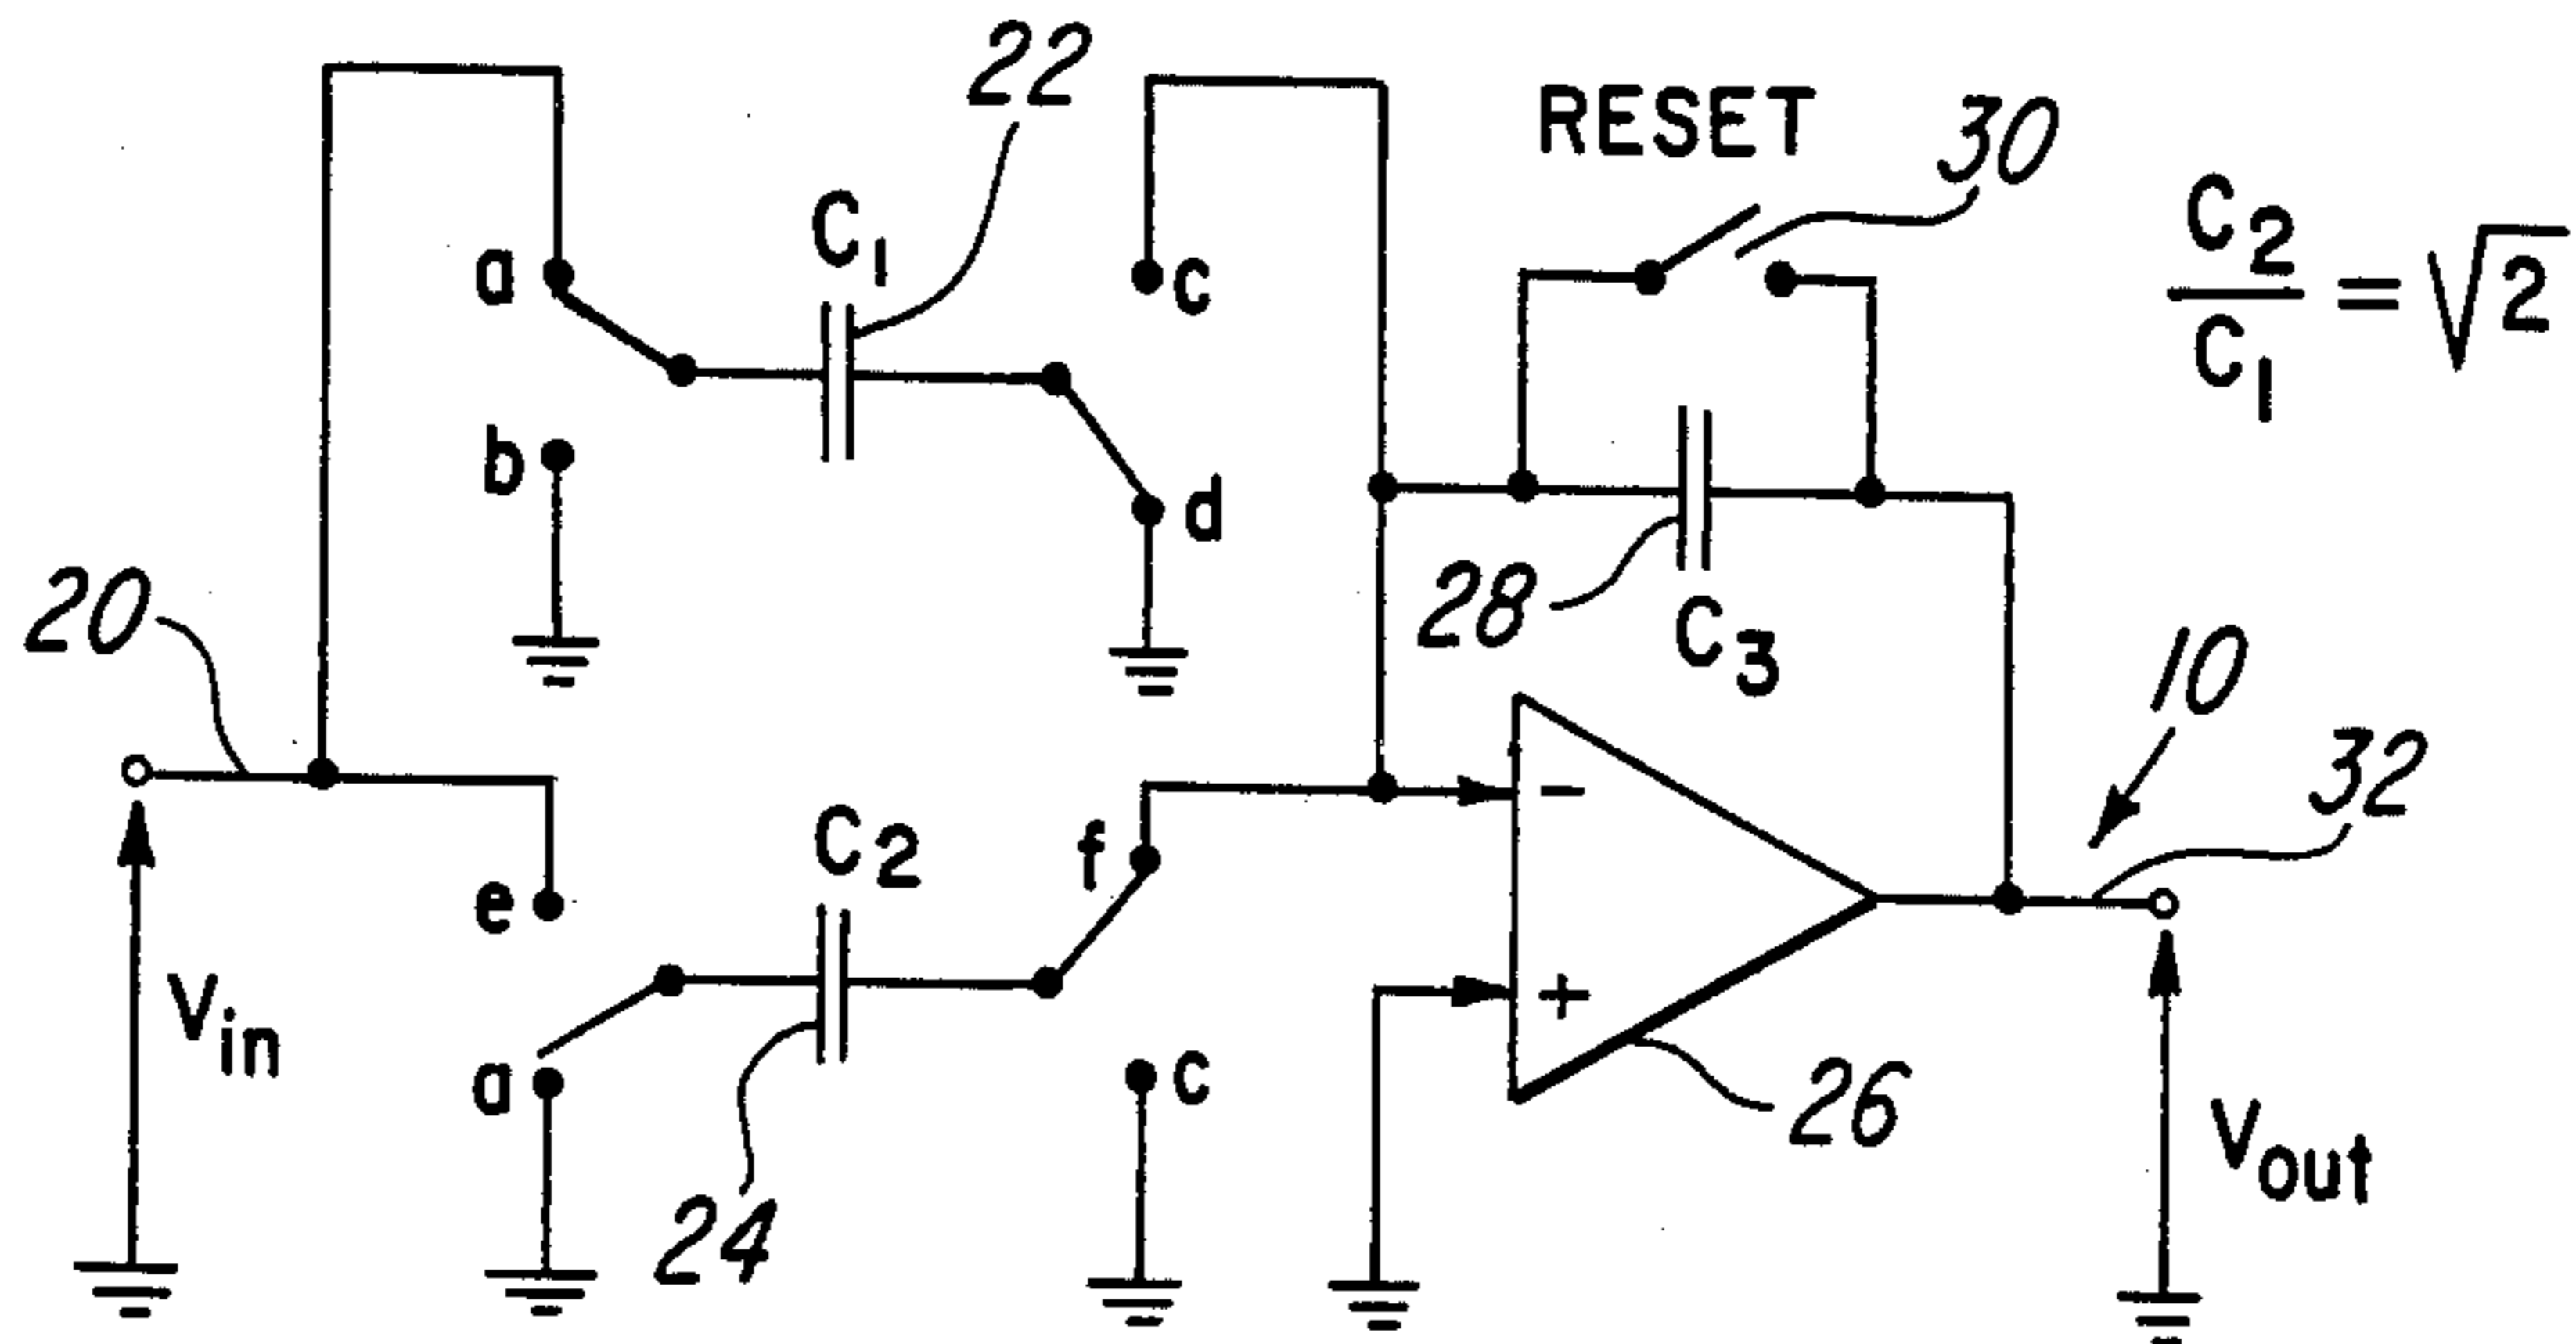 22
RESET
30
C1
a
c
C2/C1 = √2
b
d
20
28
C3
10
32
C2
f
e
Vin
-
+
a
c
26
24
Vout